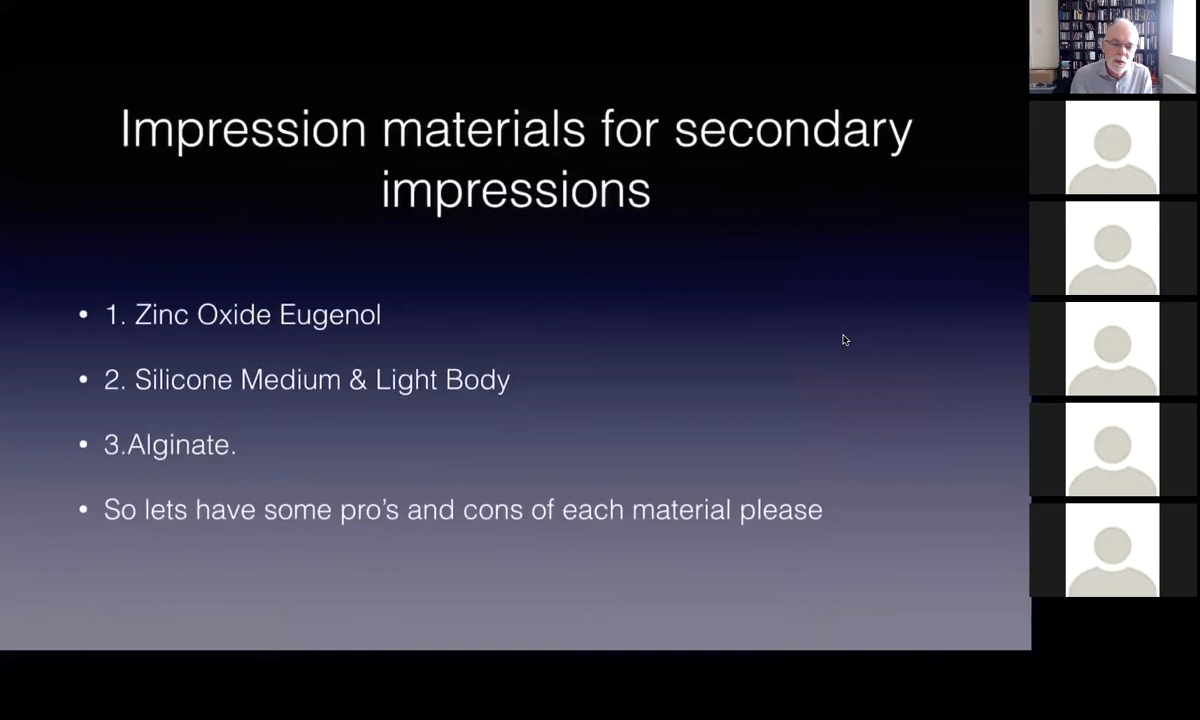 Impression materials for secondary
impressions
• 1. Zinc Oxide Eugenol
• 2. Silicone Medium & Light Body
• 3.Alginate.
• So lets have some pro’s and cons of each material please